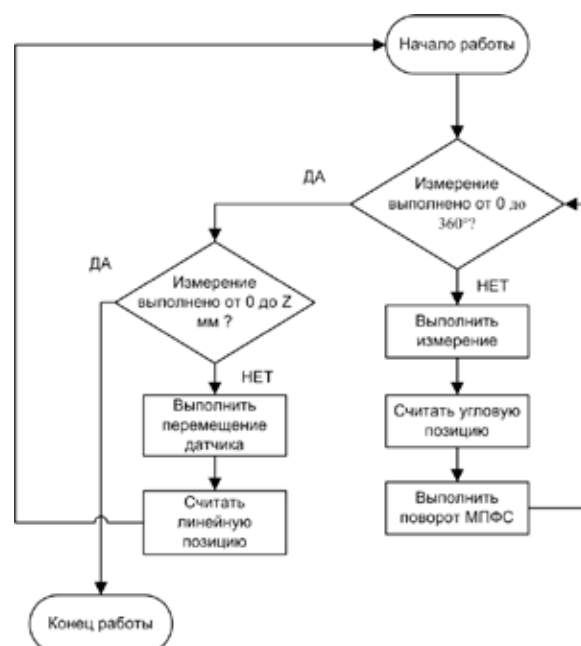 Начало работы
ДА
Измерение
выполнено от 0 до
360°?
ДА
Измерение
выполнено от 0 до Z
мм ?
НЕТ
Выполнить
измерение
НЕТ
Выполнить
перемещение
датчика
Считать угловую
позицию
Считать
линейную
позицию
Выполнить
поворот МПФС
Конец работы